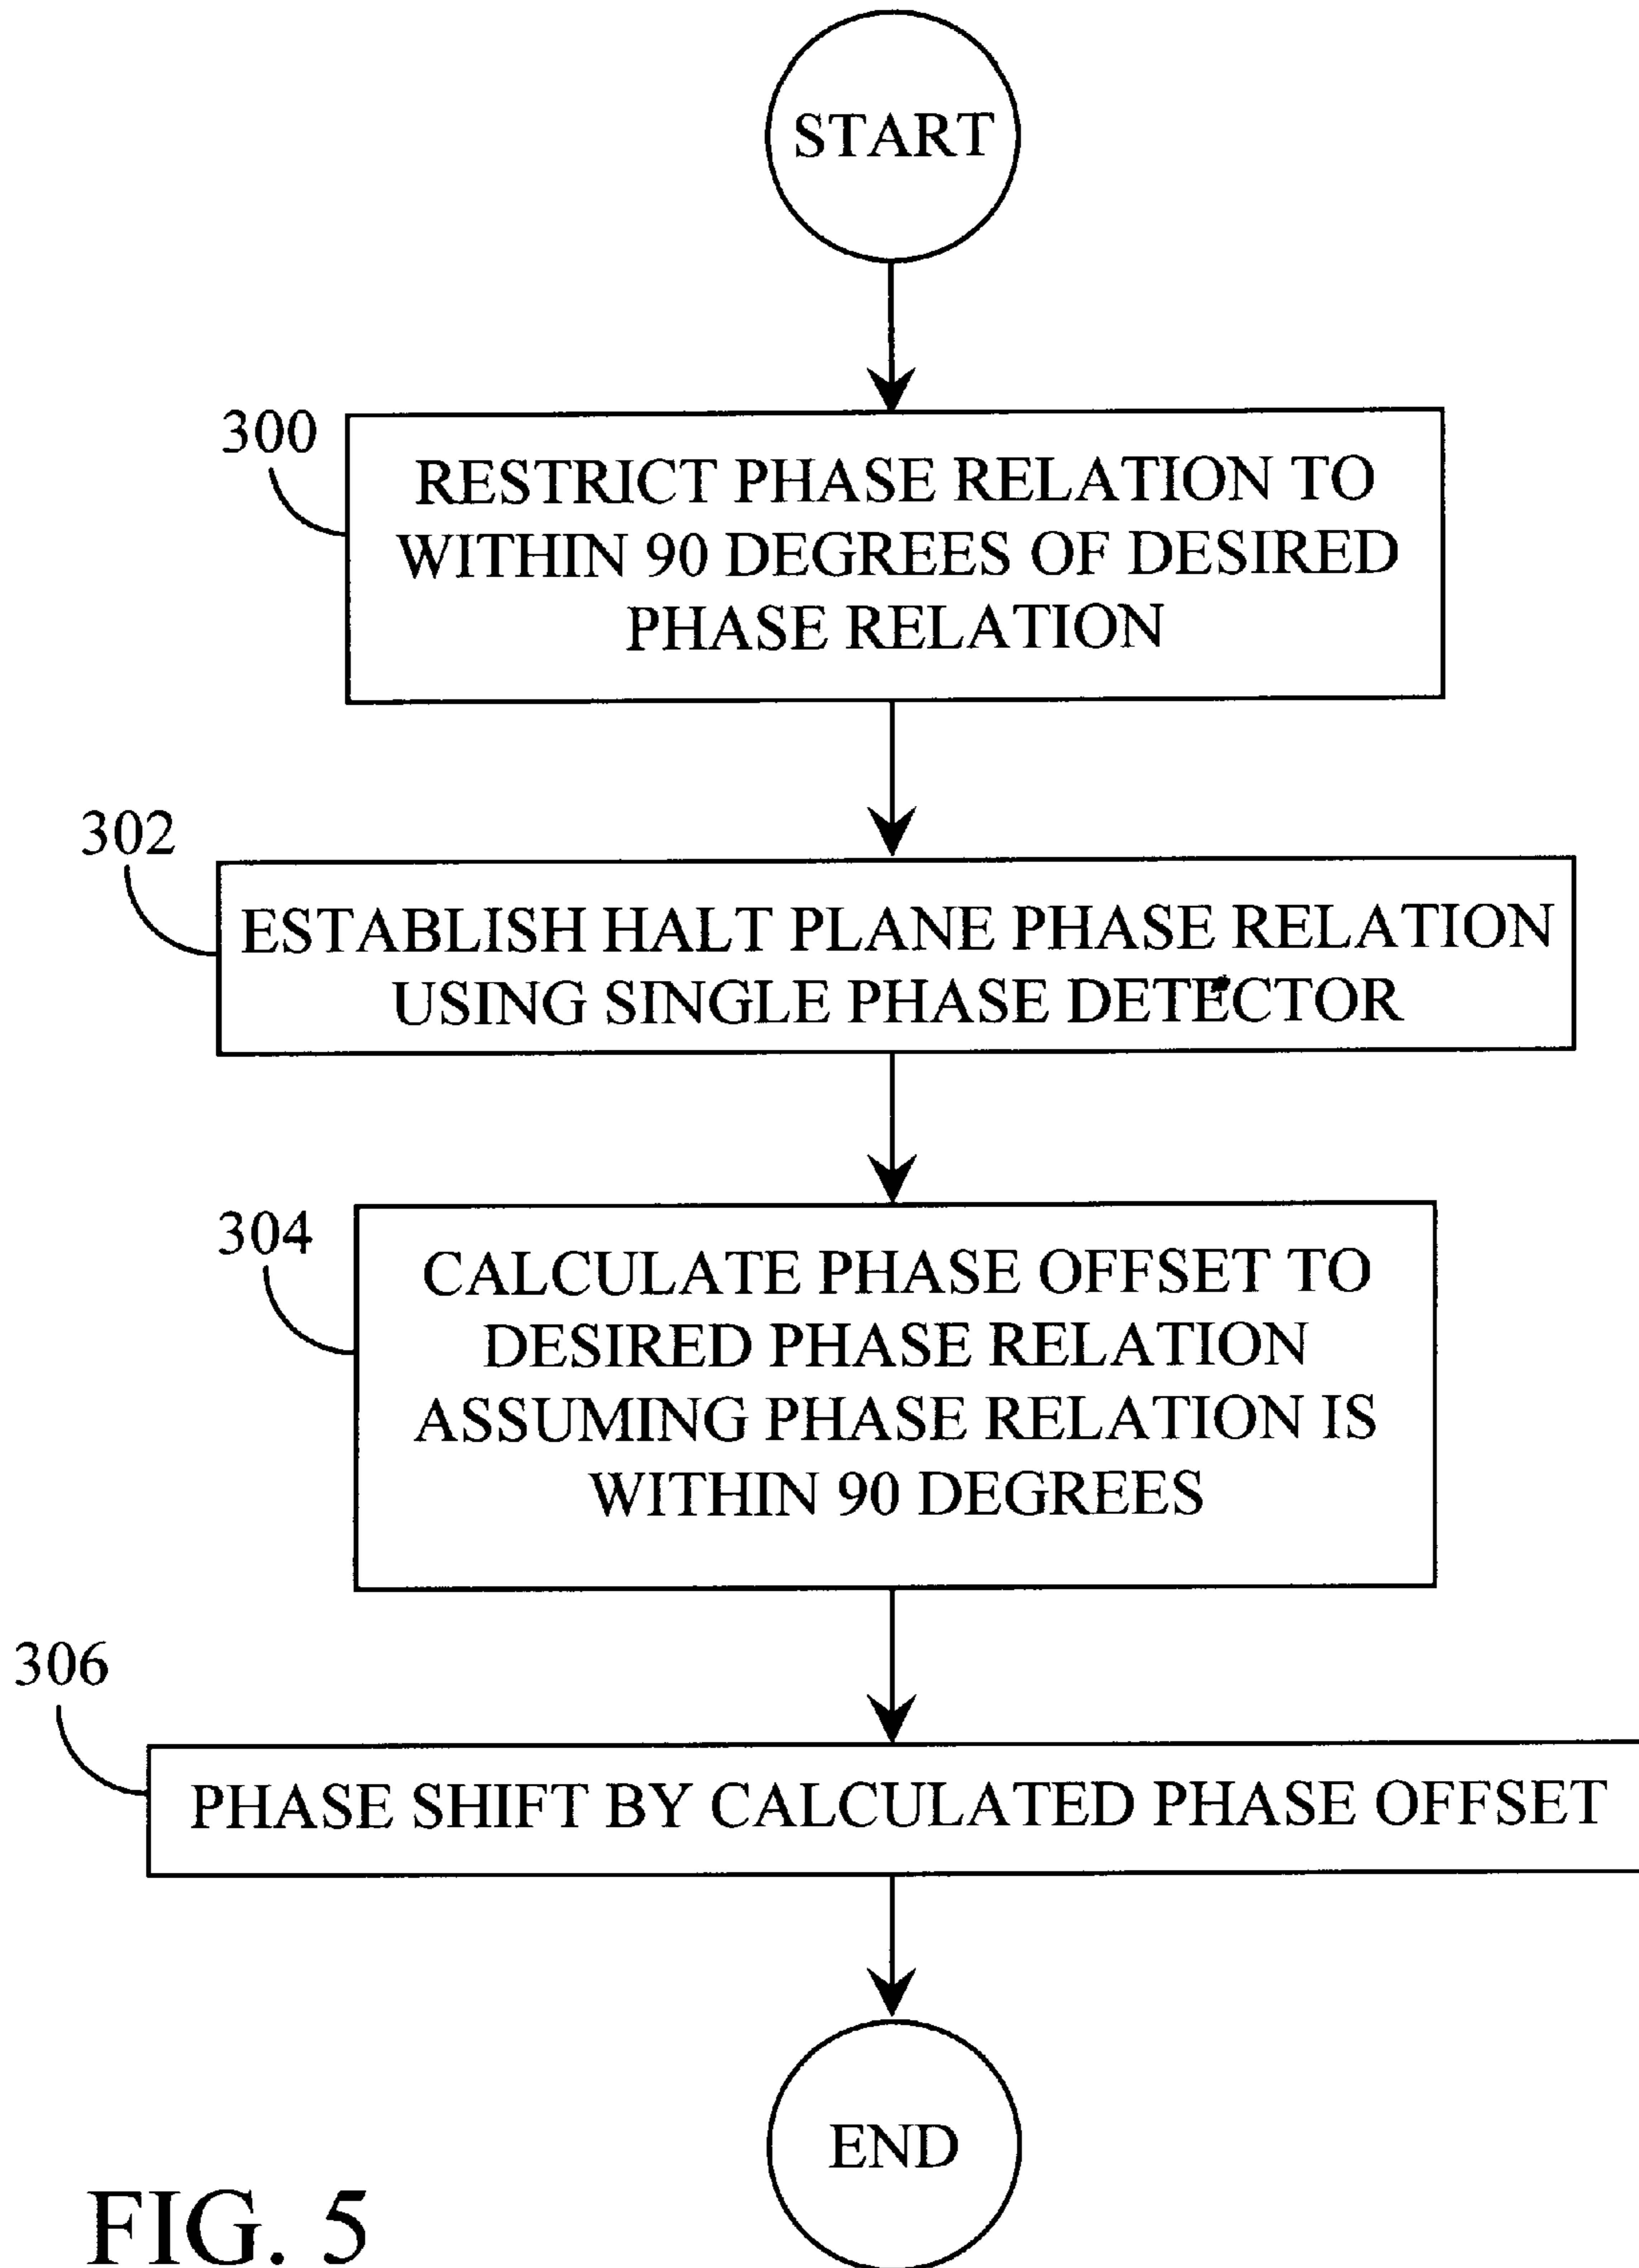 START
300
RESTRICT PHASE RELATION TO
WITHIN 90 DEGREES OF DESIRED
PHASE RELATION
302
ESTABLISH HALT PLANE PHASE RELATION
USING SINGLE PHASE DETECTOR
304
CALCULATE PHASE OFFSET TO
DESIRED PHASE RELATION
ASSUMING PHASE RELATION IS
WITHIN 90 DEGREES
306
PHASE SHIFT BY CALCULATED PHASE OFFSET
END
FIG. 5